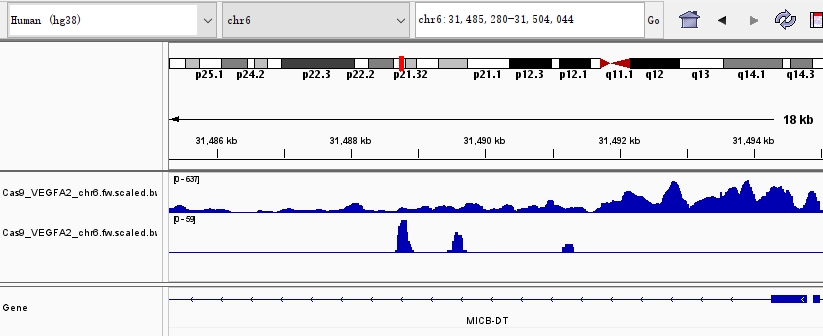 Human (hg38) chr6 chr6:31,485,280-31,504,044 Go
p25.1 p24.2 p22.3 p22.2 p21.32 p21.1 p12.3 p12.1 q11.1 q12 q13 q14.1 q14.3
18 kb
31,486 kb 31,488 kb 31,490 kb 31,492 kb 31,494 kb
[0 - 637]
Cas9_VEGFA2_chr6.fw.scaled.bw
[0 - 59]
Cas9_VEGFA2_chr6.fw.scaled.bw
Gene
MICB-DT